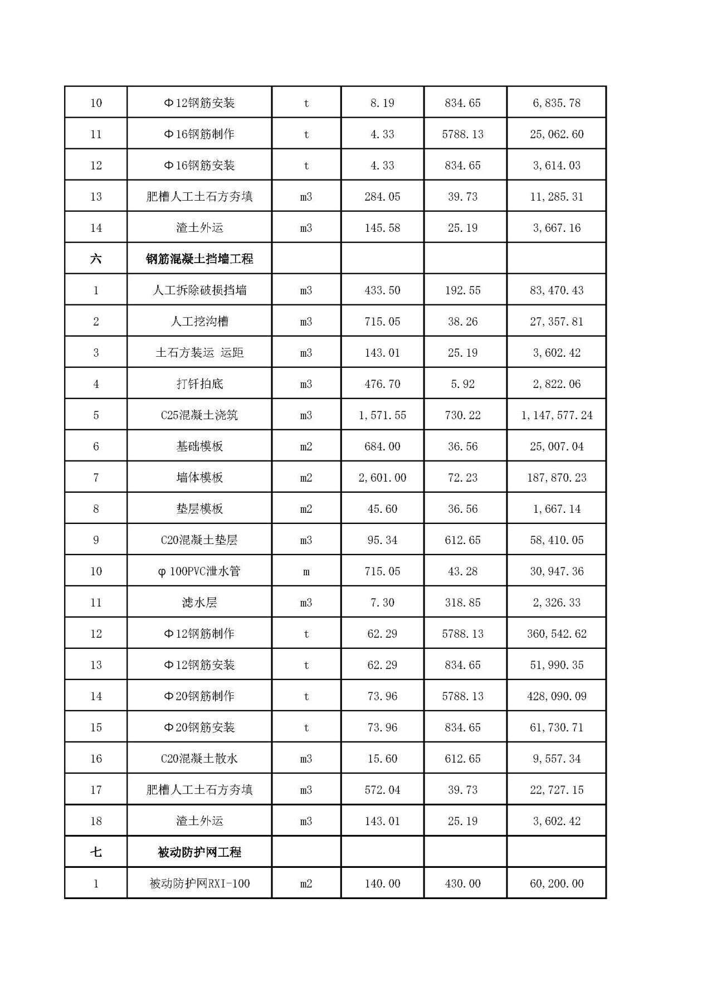 10 Φ12钢筋安装 t 8.19 834.65 6,835.78
11 Φ16钢筋制作 t 4.33 5788.13 25,062.60
12 Φ16钢筋安装 t 4.33 834.65 3,614.03
13 肥槽人工土石方夯填 m3 284.05 39.73 11,285.31
14 渣土外运 m3 145.58 25.19 3,667.16
六 钢筋混凝土挡墙工程
1 人工拆除破损挡墙 m3 433.50 192.55 83,470.43
2 人工挖沟槽 m3 715.05 38.26 27,357.81
3 土石方装运 运距 m3 143.01 25.19 3,602.42
4 打钎拍底 m3 476.70 5.92 2,822.06
5 C25混凝土浇筑 m3 1,571.55 730.22 1,147,577.24
6 基础模板 m2 684.00 36.56 25,007.04
7 墙体模板 m2 2,601.00 72.23 187,870.23
8 垫层模板 m2 45.60 36.56 1,667.14
9 C20混凝土垫层 m3 95.34 612.65 58,410.05
10 φ100PVC泄水管 m 715.05 43.28 30,947.36
11 滤水层 m3 7.30 318.85 2,326.33
12 Φ12钢筋制作 t 62.29 5788.13 360,542.62
13 Φ12钢筋安装 t 62.29 834.65 51,990.35
14 Φ20钢筋制作 t 73.96 5788.13 428,090.09
15 Φ20钢筋安装 t 73.96 834.65 61,730.71
16 C20混凝土散水 m3 15.60 612.65 9,557.34
17 肥槽人工土石方夯填 m3 572.04 39.73 22,727.15
18 渣土外运 m3 143.01 25.19 3,602.42
七 被动防护网工程
1 被动防护网RXI-100 m2 140.00 430.00 60,200.00